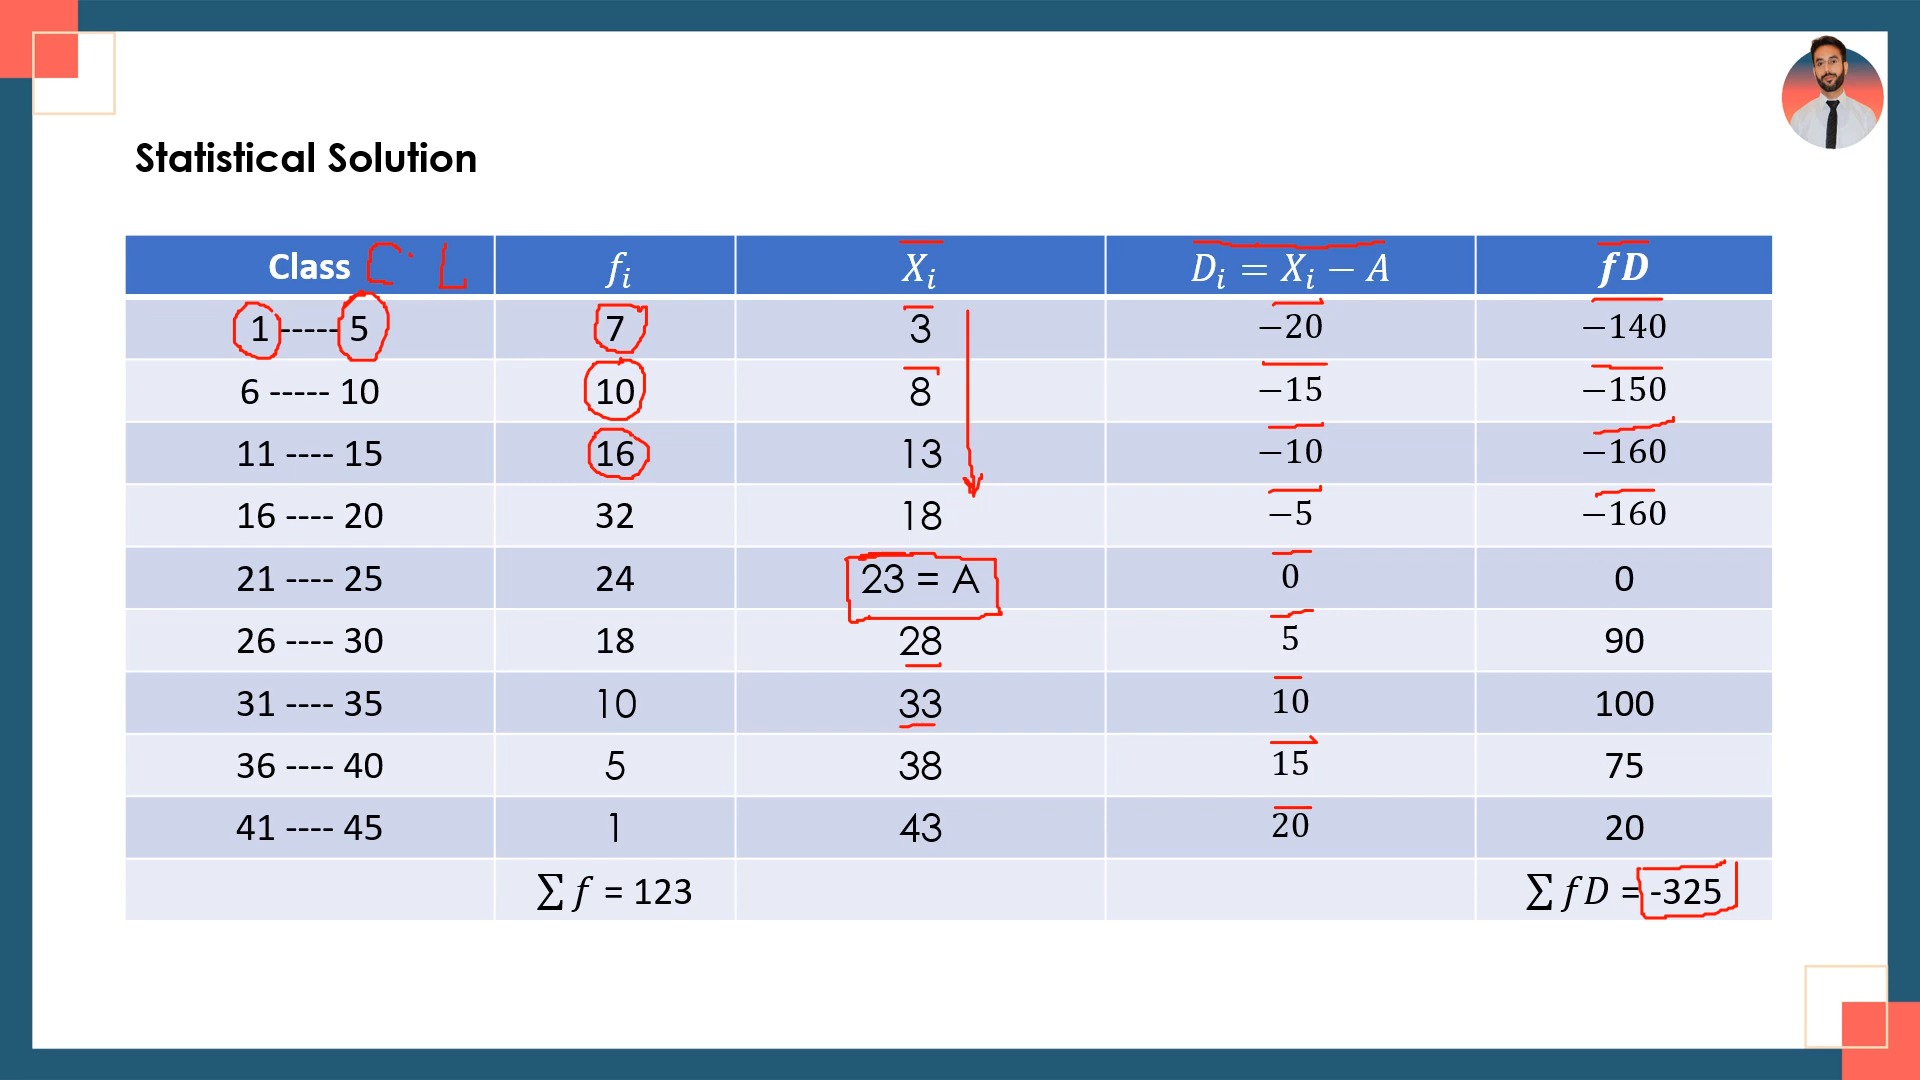 Statistical Solution
Class C.L fᵢ Xᵢ Dᵢ = Xᵢ − A fD
1 ----- 5 7 3 −20 −140
6 ----- 10 10 8 −15 −150
11 ---- 15 16 13 −10 −160
16 ---- 20 32 18 −5 −160
21 ---- 25 24 23 = A 0 0
26 ---- 30 18 28 5 90
31 ---- 35 10 33 10 100
36 ---- 40 5 38 15 75
41 ---- 45 1 43 20 20
∑ f = 123 ∑ fD = -325